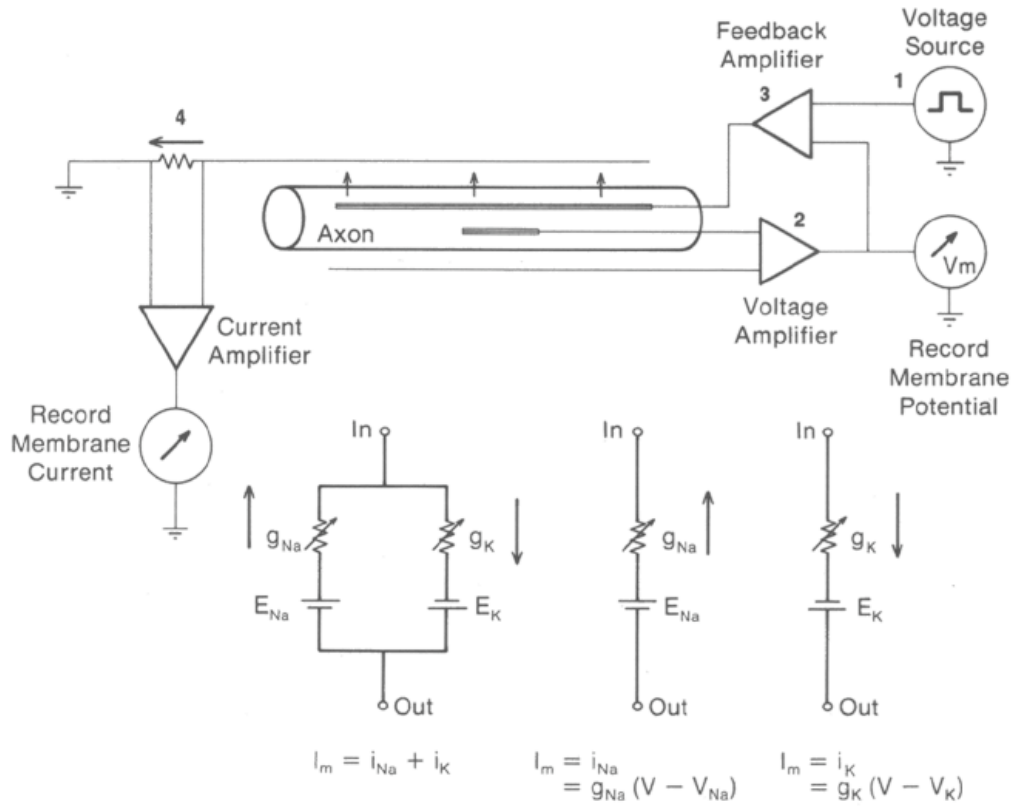 Feedback
Amplifier
Voltage
Source
1
3
4
Axon
2
Vm
Voltage
Amplifier
Current
Amplifier
Record
Membrane
Potential
Record
Membrane
Current
In
In
In
gNa
gK
gNa
gK
ENa
EK
ENa
EK
Out
Out
Out
Im = iNa + iK
Im = iNa
= gNa (V − VNa)
Im = iK
= gK (V − VK)